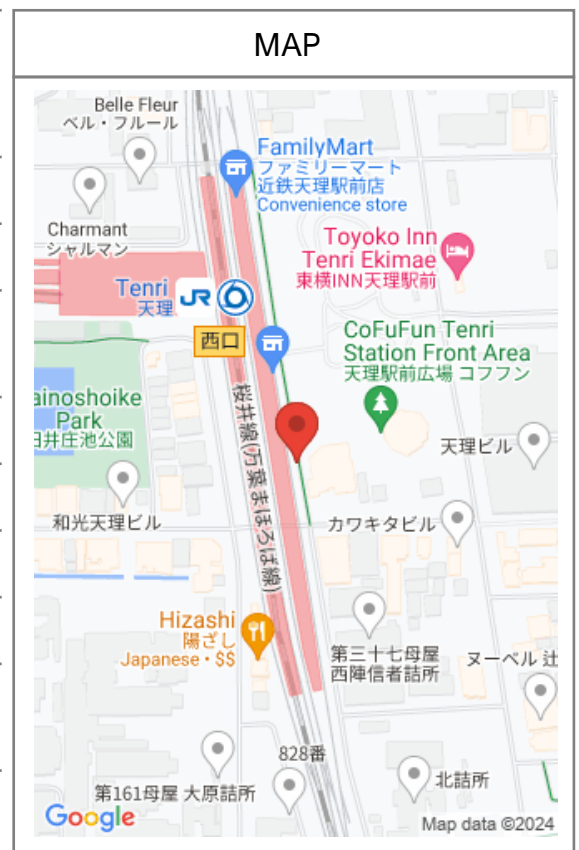 MAP
Belle Fleur
ベル・フルール
FamilyMart
ファミリーマート
近鉄天理駅前店
Convenience store
Charmant
シャルマン
Toyoko Inn
Tenri Ekimae
東横INN天理駅前
Tenri
天理
JR
西口
CoFuFun Tenri
Station Front Area
天理駅前広場 コフフン
ainoshoike
Park
田井庄池公園
桜井線(万葉まほろば線)
天理ビル
和光天理ビル
カワキタビル
Hizashi
陽ざし
Japanese・$$
第三十七母屋
西陣信者詰所
ヌーベル 辻
828番
第161母屋 大原詰所
北詰所
Google
Map data ©2024